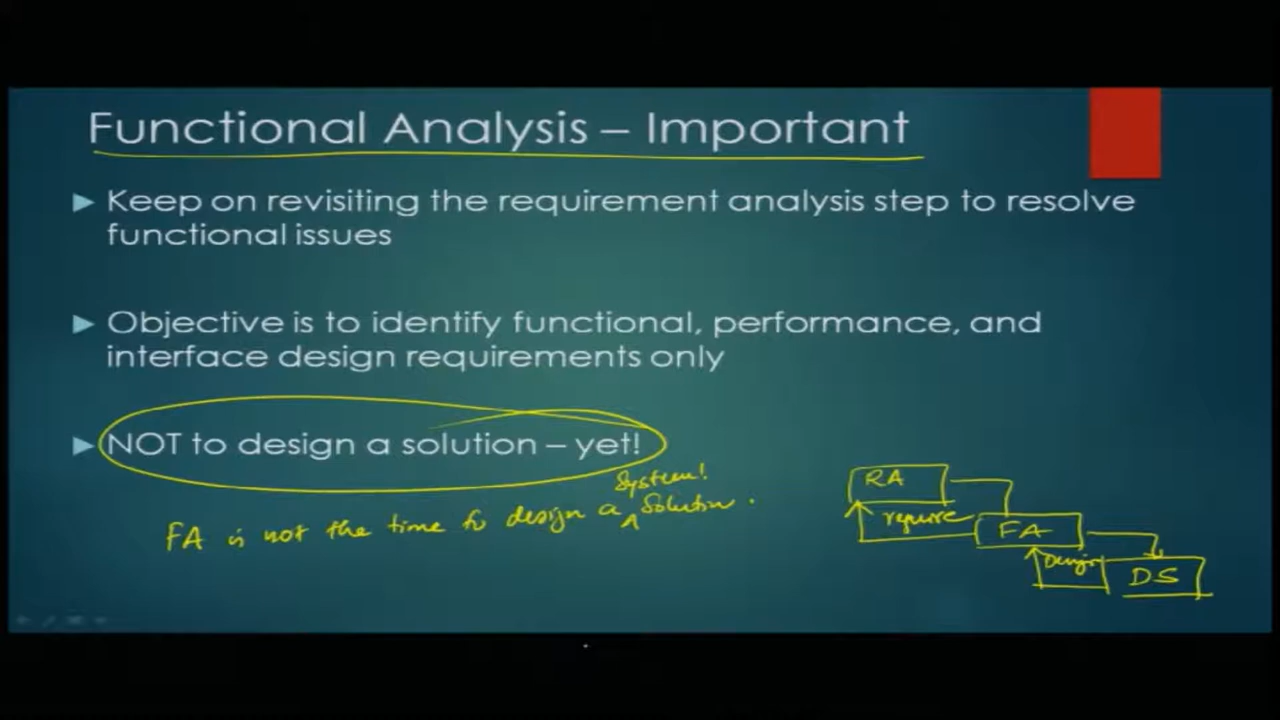 Functional Analysis – Important
► Keep on revisiting the requirement analysis step to resolve
functional issues
► Objective is to identify functional, performance, and
interface design requirements only
► NOT to design a solution – yet!
System!
FA is not the time to design a ^ Solution.
RA
require
FA
Design
DS